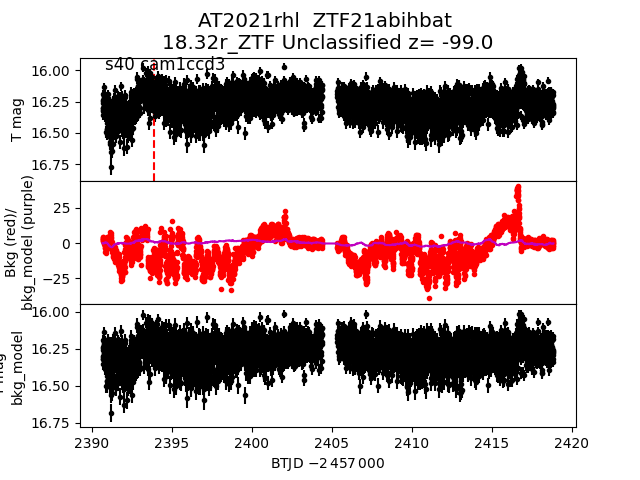 AT2021rhl  ZTF21abihbat
18.32r_ZTF Unclassified z= -99.0
s40 cam1ccd3
16.00
16.25
16.50
16.75
T mag
25
0
−25
Bkg (red)/
bkg_model (purple)
16.00
16.25
16.50
16.75
mag
bkg_model
2390 2395 2400 2405 2410 2415 2420
BTJD −2 457 000